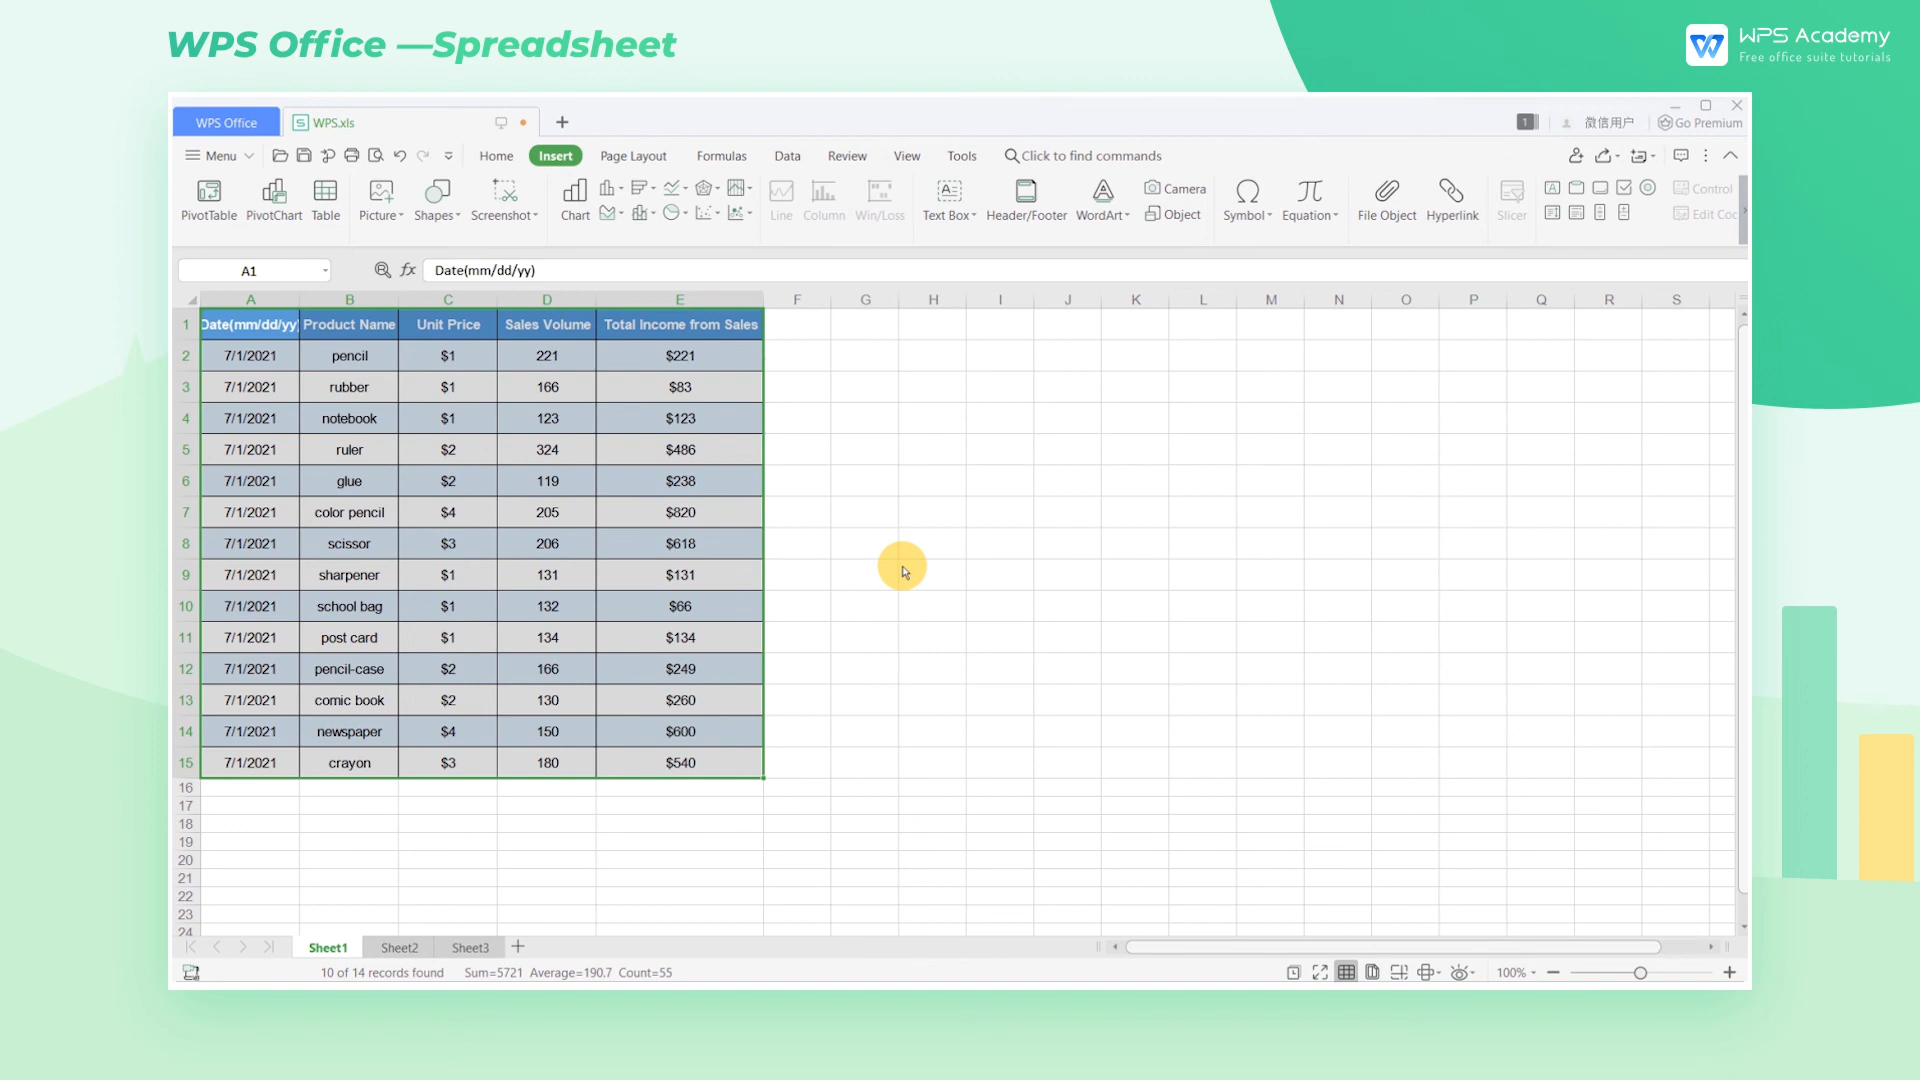 WPS Office —Spreadsheet
WPS Academy
Free office suite tutorials
WPS Office
WPS.xls
1
微信用户
Go Premium
Menu Home Insert Page Layout Formulas Data Review View Tools Click to find commands
PivotTable PivotChart Table Picture Shapes Screenshot Chart Line Column Win/Loss Text Box Header/Footer WordArt Camera Object Symbol Equation File Object Hyperlink Slicer Control Edit Coc
A1 fx Date(mm/dd/yy)
A B C D E F G H I J K L M N O P Q R S
1 Date(mm/dd/yy) Product Name Unit Price Sales Volume Total Income from Sales
2 7/1/2021 pencil $1 221 $221
3 7/1/2021 rubber $1 166 $83
4 7/1/2021 notebook $1 123 $123
5 7/1/2021 ruler $2 324 $486
6 7/1/2021 glue $2 119 $238
7 7/1/2021 color pencil $4 205 $820
8 7/1/2021 scissor $3 206 $618
9 7/1/2021 sharpener $1 131 $131
10 7/1/2021 school bag $1 132 $66
11 7/1/2021 post card $1 134 $134
12 7/1/2021 pencil-case $2 166 $249
13 7/1/2021 comic book $2 130 $260
14 7/1/2021 newspaper $4 150 $600
15 7/1/2021 crayon $3 180 $540
16
17
18
19
20
21
22
23
24
Sheet1 Sheet2 Sheet3
10 of 14 records found Sum=5721 Average=190.7 Count=55 100%